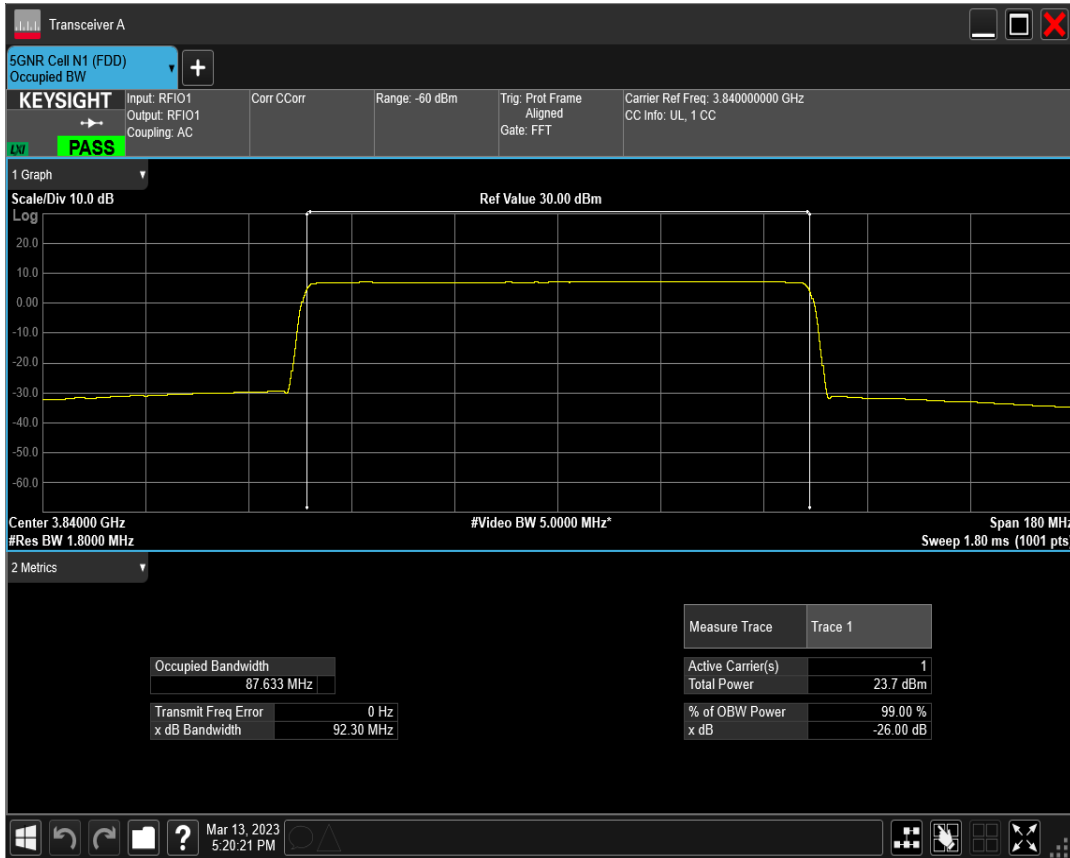 Transceiver A
5GNR Cell N1 (FDD)
Occupied BW
+
KEYSIGHT
LXI
PASS
Input: RFIO1
Output: RFIO1
Coupling: AC
Corr CCorr
Range: -60 dBm
Trig: Prot Frame
Aligned
Gate: FFT
Carrier Ref Freq: 3.840000000 GHz
CC Info: UL, 1 CC
1 Graph
Scale/Div 10.0 dB
Ref Value 30.00 dBm
Log
20.0
10.0
0.00
-10.0
-20.0
-30.0
-40.0
-50.0
-60.0
Center 3.84000 GHz
#Video BW 5.0000 MHz*
Span 180 MHz
#Res BW 1.8000 MHz
Sweep 1.80 ms (1001 pts)
2 Metrics
Measure Trace Trace 1
Occupied Bandwidth
87.633 MHz
Transmit Freq Error 0 Hz
x dB Bandwidth 92.30 MHz
Active Carrier(s) 1
Total Power 23.7 dBm
% of OBW Power 99.00 %
x dB -26.00 dB
?
Mar 13, 2023
5:20:21 PM